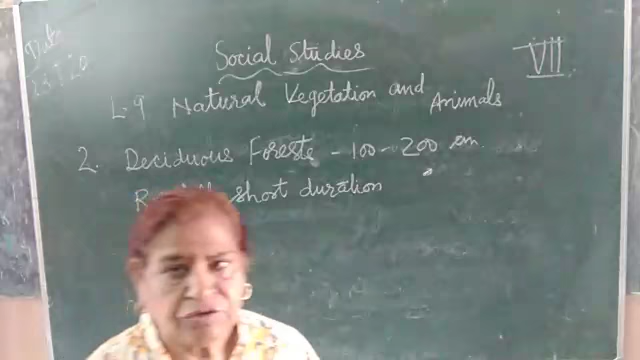 Social Studies
VII
L-9 Natural Vegetation and Animals
2. Deciduous Forests - 100 - 200 cm
short duration